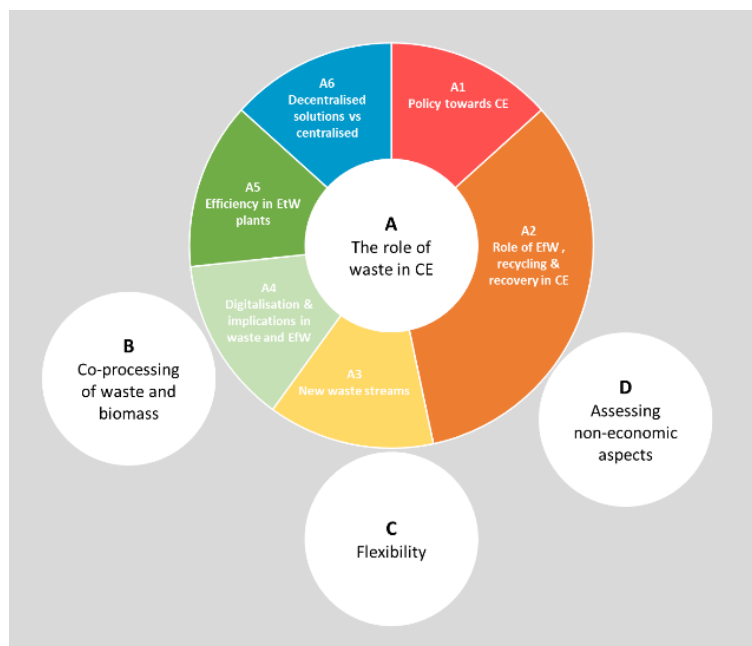 A6
Decentralised
solutions vs
centralised
A1
Policy towards CE
A5
Efficiency in EtW
plants
A
The role of
waste in CE
A2
Role of EfW ,
recycling &
recovery in CE
A4
Digitalisation &
implications in
waste and EfW
A3
New waste streams
B
Co-processing
of waste and
biomass
D
Assessing
non-economic
aspects
C
Flexibility